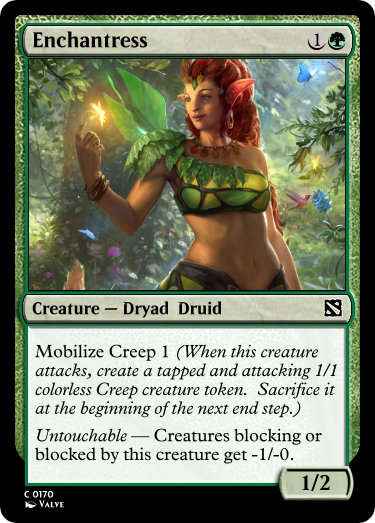 Enchantress 1
Creature — Dryad Druid
Mobilize Creep 1 (When this creature
attacks, create a tapped and attacking 1/1
colorless Creep creature token. Sacrifice it
at the beginning of the next end step.)
Untouchable — Creatures blocking or
blocked by this creature get -1/-0.
1/2
C 0170
Valve